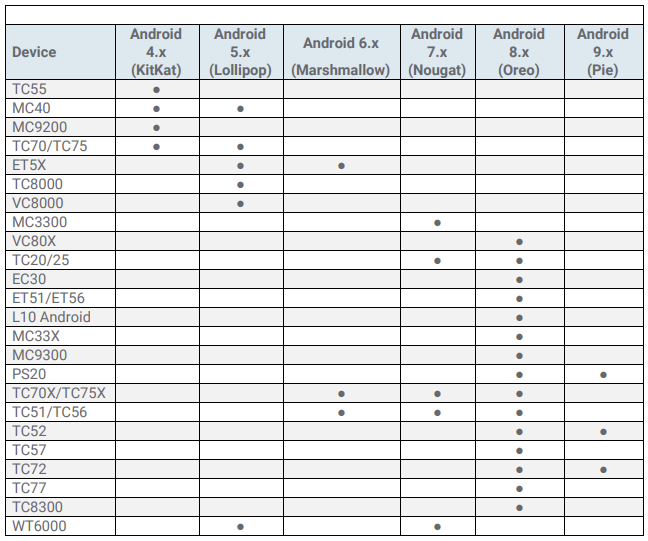 Device Android 4.x (KitKat) Android 5.x (Lollipop) Android 6.x (Marshmallow) Android 7.x (Nougat) Android 8.x (Oreo) Android 9.x (Pie)
TC55 ●
MC40 ● ●
MC9200 ●
TC70/TC75 ● ●
ET5X ● ●
TC8000 ●
VC8000 ●
MC3300 ●
VC80X ●
TC20/25 ● ●
EC30 ●
ET51/ET56 ●
L10 Android ●
MC33X ●
MC9300 ●
PS20 ● ●
TC70X/TC75X ● ● ●
TC51/TC56 ● ● ●
TC52 ● ●
TC57 ●
TC72 ● ●
TC77 ●
TC8300 ●
WT6000 ● ●